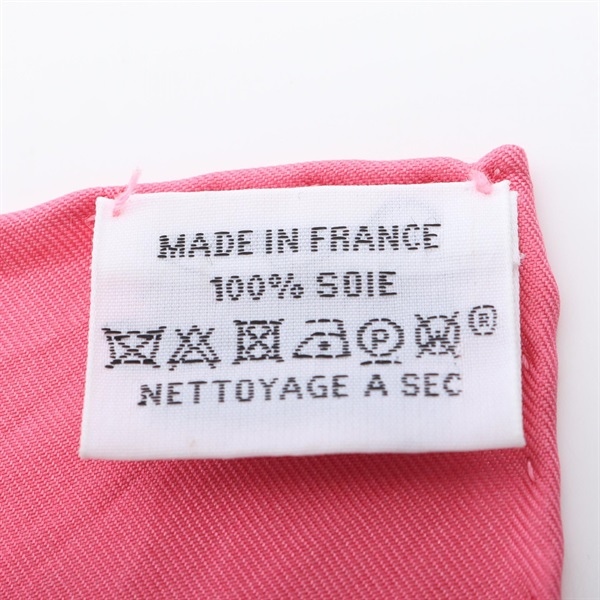 MADE IN FRANCE
100% SOIE
P W ®
NETTOYAGE A SEC